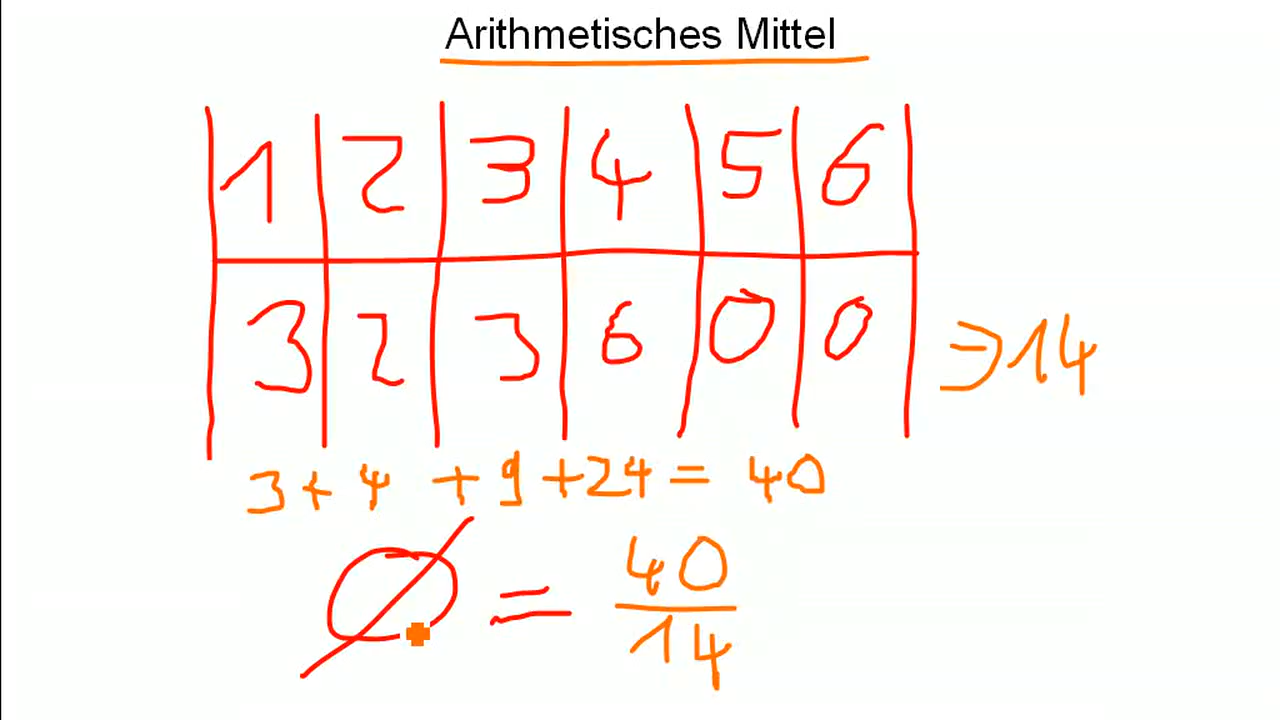 Arithmetisches Mittel
1 2 3 4 5 6
3 2 3 6 0 0 ⇒ 14
3 + 4 + 9 + 24 = 40
Ø = 40/14